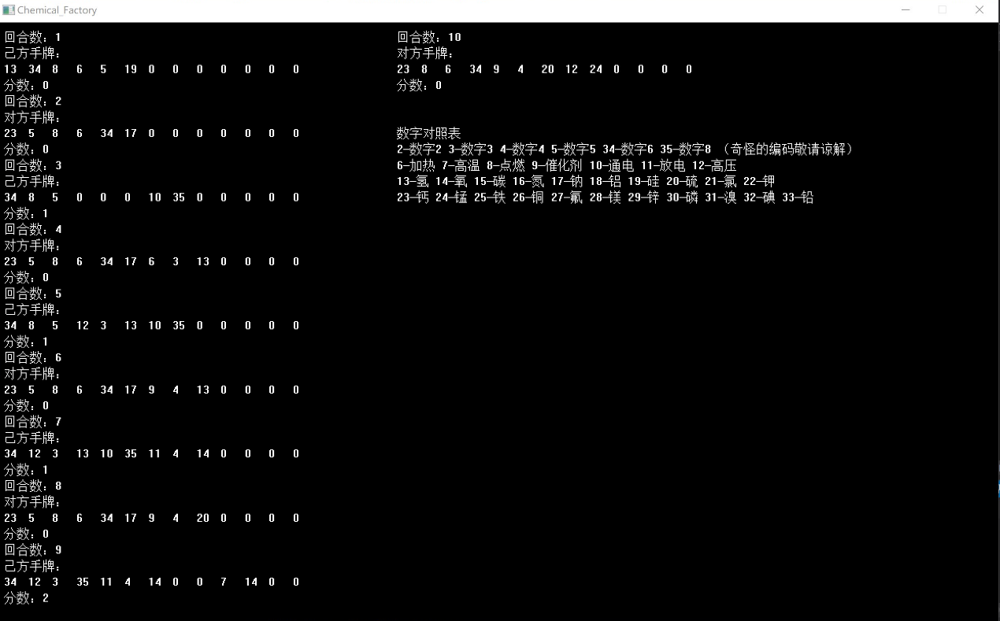 Chemical_Factory
回合数：1
己方手牌：
13 34 8 6 5 19 0 0 0 0 0 0 0
分数：0
回合数：2
对方手牌：
23 5 8 6 34 17 0 0 0 0 0 0 0
分数：0
回合数：3
己方手牌：
34 8 5 0 0 0 10 35 0 0 0 0 0
分数：1
回合数：4
对方手牌：
23 5 8 6 34 17 6 3 13 0 0 0 0
分数：0
回合数：5
己方手牌：
34 8 5 12 3 13 10 35 0 0 0 0 0
分数：1
回合数：6
对方手牌：
23 5 8 6 34 17 9 4 13 0 0 0 0
分数：0
回合数：7
己方手牌：
34 12 3 13 10 35 11 4 14 0 0 0 0
分数：1
回合数：8
对方手牌：
23 5 8 6 34 17 9 4 20 0 0 0 0
分数：0
回合数：9
己方手牌：
34 12 3 35 11 4 14 0 0 7 14 0 0
分数：2
回合数：10
对方手牌：
23 8 6 34 9 4 20 12 24 0 0 0 0
分数：0
数字对照表
2—数字2 3—数字3 4—数字4 5—数字5 34—数字6 35—数字8 （奇怪的编码敬请谅解）
6—加热 7—高温 8—点燃 9—催化剂 10—通电 11—放电 12—高压
13—氢 14—氧 15—碳 16—氮 17—钠 18—铝 19—硅 20—硫 21—氯 22—钾
23—钙 24—锰 25—铁 26—铜 27—氟 28—镁 29—锌 30—磷 31—溴 32—碘 33—铅